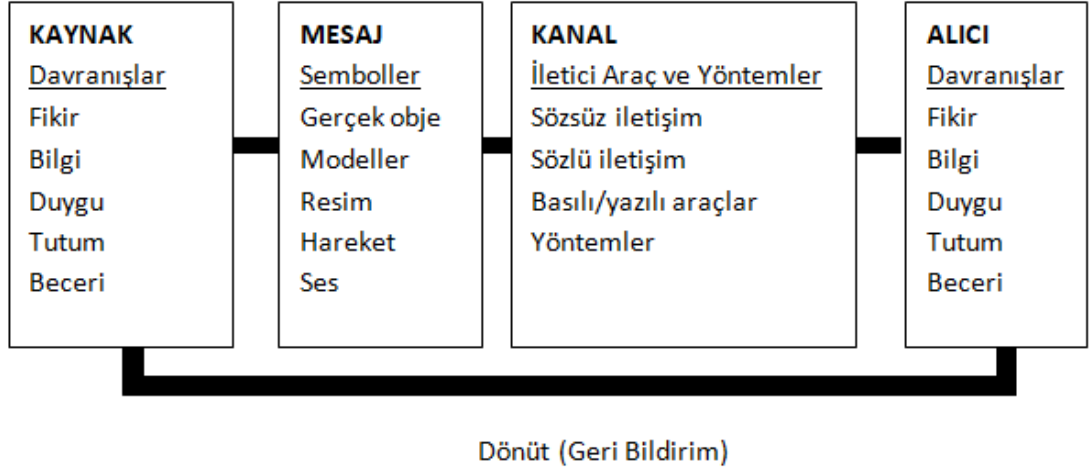 KAYNAK
Davranışlar
Fikir
Bilgi
Duygu
Tutum
Beceri
MESAJ
Semboller
Gerçek obje
Modeller
Resim
Hareket
Ses
KANAL
İletici Araç ve Yöntemler
Sözsüz iletişim
Sözlü iletişim
Basılı/yazılı araçlar
Yöntemler
ALICI
Davranışlar
Fikir
Bilgi
Duygu
Tutum
Beceri
Dönüt (Geri Bildirim)